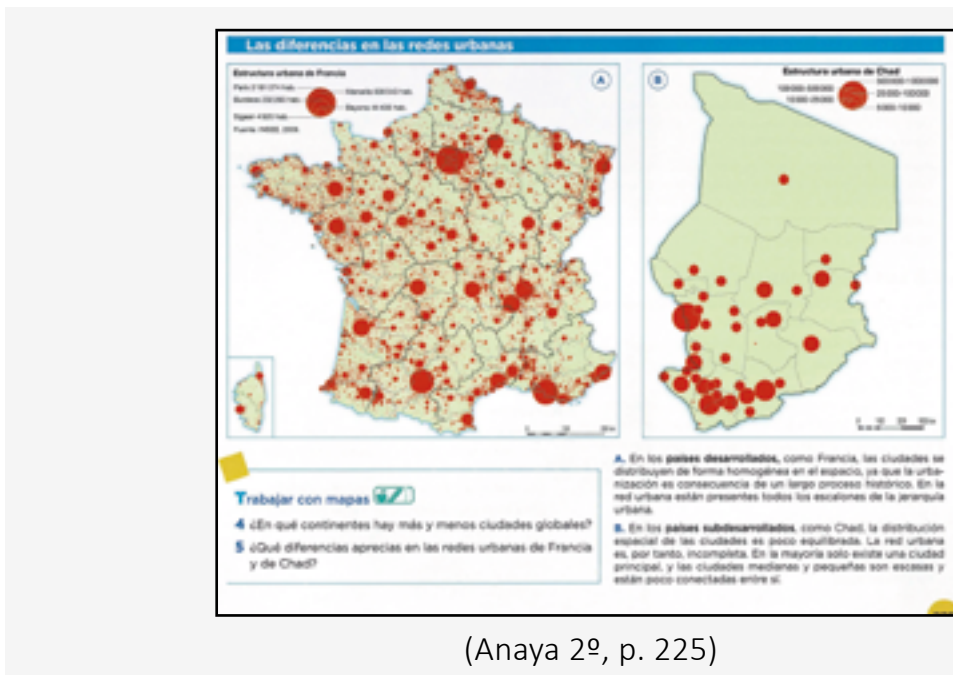 Las diferencias en las redes urbanas
Estructura urbana de Francia
A
B
Estructura urbana de Chad
Trabajar con mapas
4 ¿En qué continentes hay más y menos ciudades globales?
5 ¿Qué diferencias aprecias en las redes urbanas de Francia
y de Chad?
A. En los países desarrollados, como Francia, las ciudades se
distribuyen de forma homogénea en el espacio, ya que la urba-
nización es consecuencia de un largo proceso histórico. En la
red urbana están presentes todos los escalones de la jerarquía
urbana.
B. En los países subdesarrollados, como Chad, la distribución
espacial de las ciudades es poco equilibrada. La red urbana
es, por tanto, incompleta. En la mayoría solo existe una ciudad
principal, y las ciudades medianas y pequeñas son escasas y
están poco conectadas entre sí.
(Anaya 2º, p. 225)